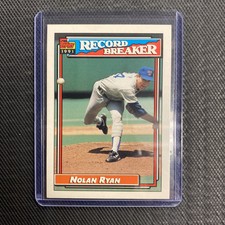 Topps
1991
RECORD
BREAKER
NOLAN RYAN